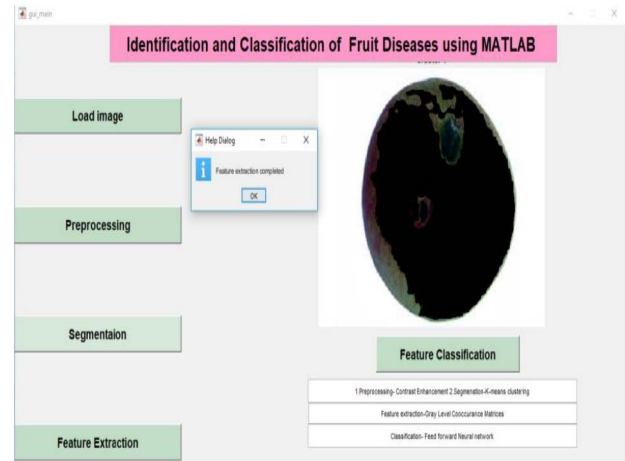 gui_main
Identification and Classification of Fruit Diseases using MATLAB
Load image
Help Dialog
Feature extraction completed
OK
Preprocessing
Segmentaion
Feature Classification
1.Preprocessing- Contrast Enhancement 2.Segmenation-K-means clustering
Feature extraction-Gray Level Cooccurance Matrices
Classification- Feed forward Neural network
Feature Extraction